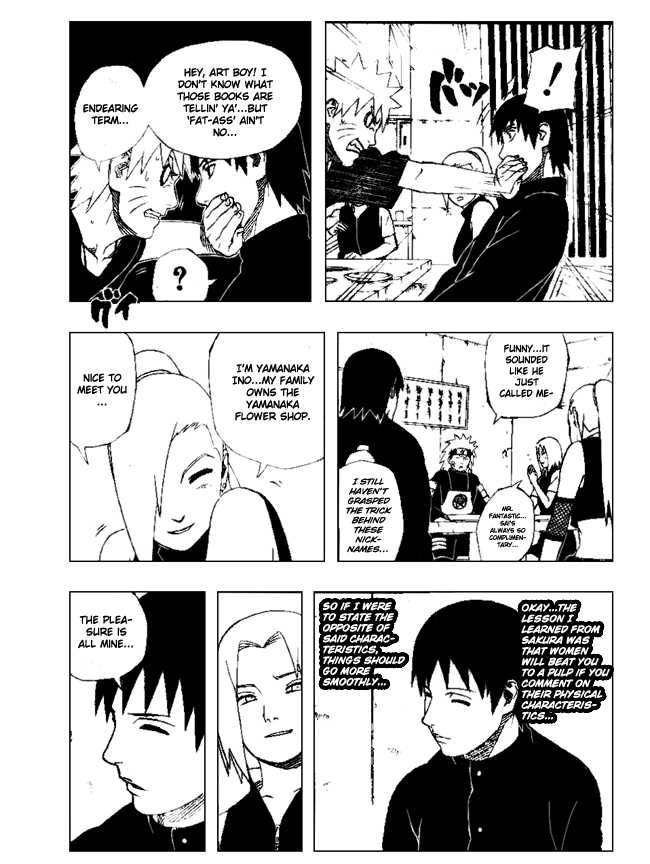 !
HEY, ART BOY! I
DON'T KNOW WHAT
THOSE BOOKS ARE
TELLIN' YA'...BUT
'FAT-ASS' AIN'T
NO...
ENDEARING
TERM...
?
グイ
FUNNY...IT
SOUNDED
LIKE HE
JUST
CALLED ME-
MR.
FANTASTIC...
SAI'S
ALWAYS SO
COMPLIMEN-
TARY...
I STILL
HAVEN'T
GRASPED
THE TRICK
BEHIND
THESE
NICK-
NAMES...
I'M YAMANAKA
INO...MY FAMILY
OWNS THE
YAMANAKA
FLOWER SHOP.
NICE TO
MEET YOU
...
OKAY...THE
LESSON I
LEARNED FROM
SAKURA WAS
THAT WOMEN
WILL BEAT YOU
TO A PULP IF YOU
COMMENT ON
THEIR PHYSICAL
CHARACTERIS-
TICS...
SO IF I WERE
TO STATE THE
OPPOSITE OF
SAID CHARAC-
TERISTICS,
THINGS SHOULD
GO MORE
SMOOTHLY...
THE PLEA-
SURE IS
ALL MINE...